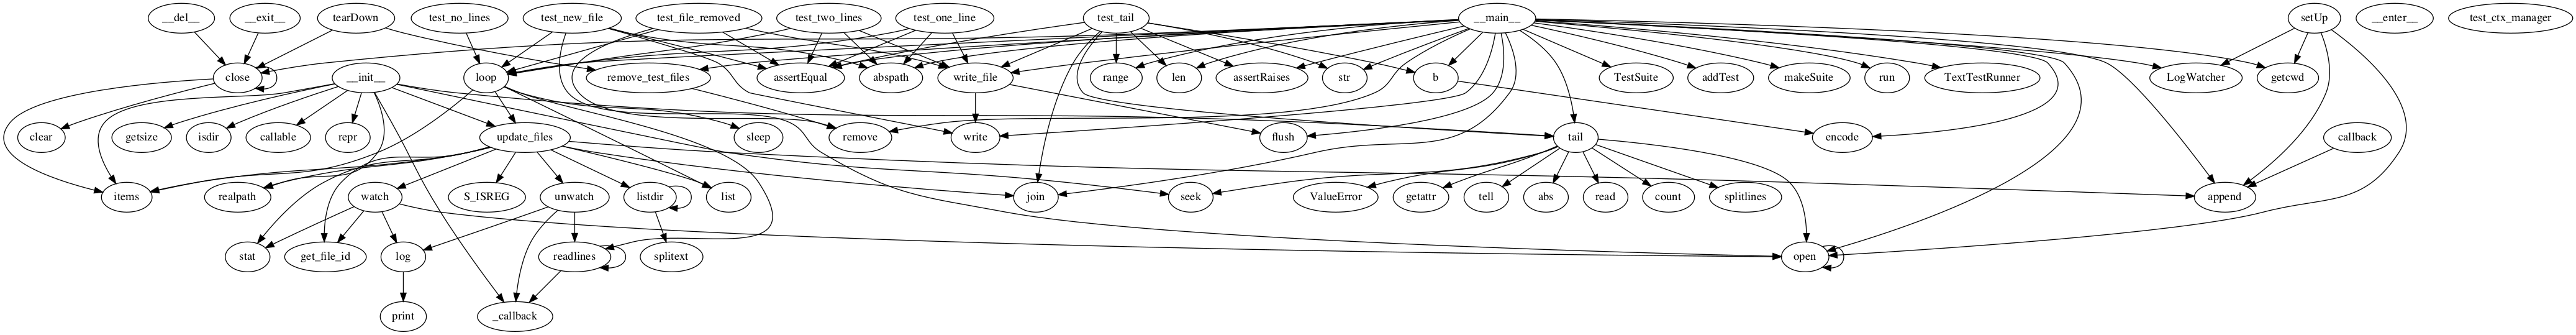 __del__
__exit__
tearDown
test_no_lines
test_new_file
test_file_removed
test_two_lines
test_one_line
test_tail
__main__
setUp
__enter__
test_ctx_manager
close
__init__
loop
remove_test_files
assertEqual
abspath
write_file
range
len
assertRaises
str
b
TestSuite
addTest
makeSuite
run
TextTestRunner
LogWatcher
getcwd
clear
getsize
isdir
callable
repr
update_files
sleep
remove
write
flush
tail
encode
callback
items
realpath
watch
S_ISREG
unwatch
listdir
list
join
seek
ValueError
getattr
tell
abs
read
count
splitlines
append
stat
get_file_id
log
readlines
splitext
open
print
_callback